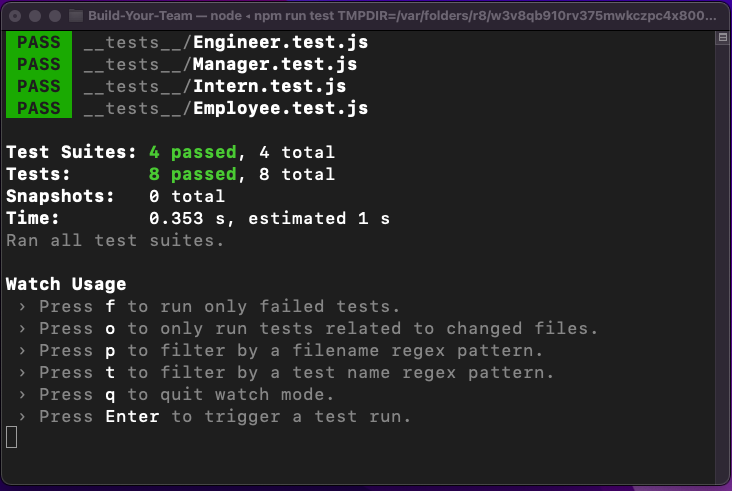 Build-Your-Team — node ◂ npm run test TMPDIR=/var/folders/r8/w3v8qb910rv375mwkczpc4x800...
PASS __tests__/Engineer.test.js
PASS __tests__/Manager.test.js
PASS __tests__/Intern.test.js
PASS __tests__/Employee.test.js
Test Suites: 4 passed, 4 total
Tests: 8 passed, 8 total
Snapshots: 0 total
Time: 0.353 s, estimated 1 s
Ran all test suites.
Watch Usage
› Press f to run only failed tests.
› Press o to only run tests related to changed files.
› Press p to filter by a filename regex pattern.
› Press t to filter by a test name regex pattern.
› Press q to quit watch mode.
› Press Enter to trigger a test run.